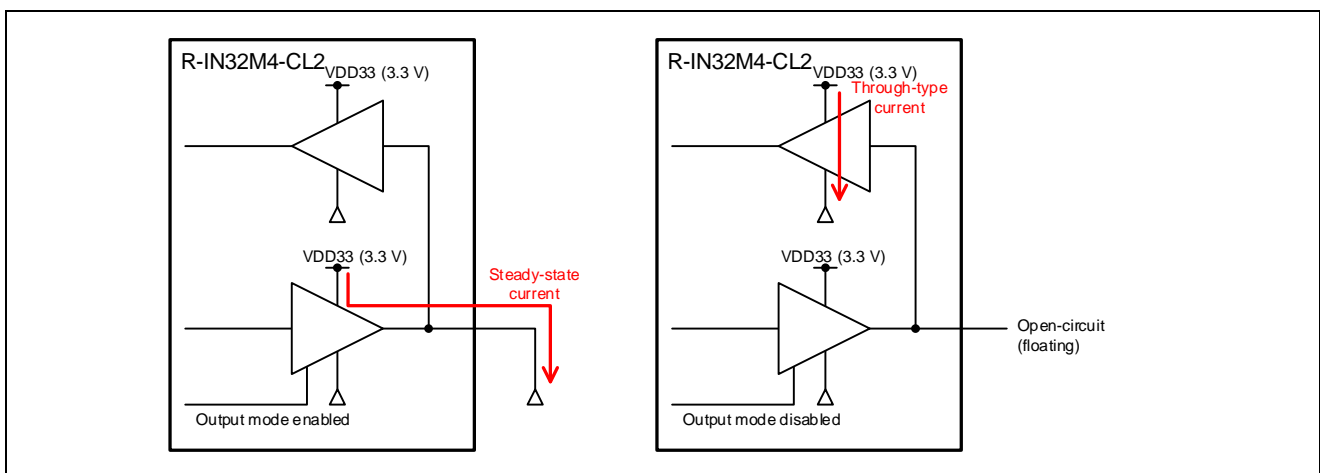 R-IN32M4-CL2
VDD33 (3.3 V)
VDD33 (3.3 V)
Steady-state
current
Output mode enabled
R-IN32M4-CL2
VDD33 (3.3 V)
Through-type
current
VDD33 (3.3 V)
Open-circuit
(floating)
Output mode disabled